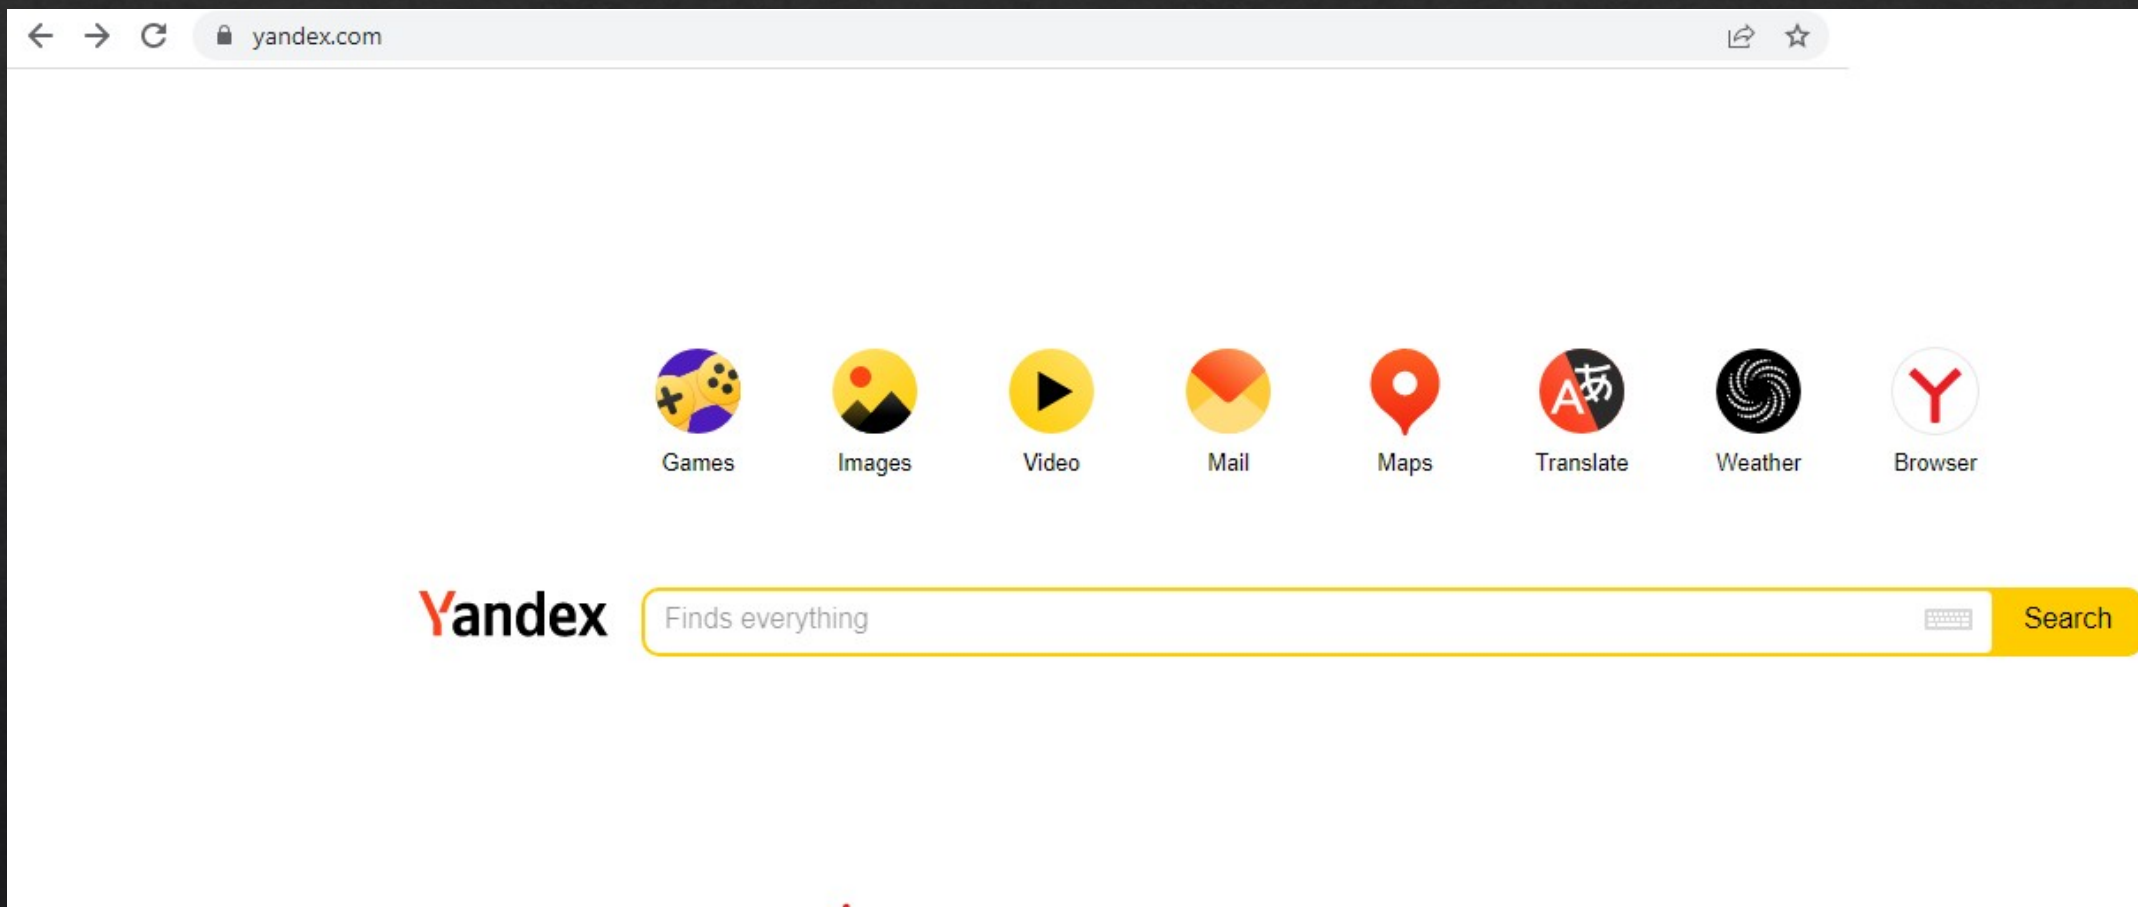 yandex.com
Games Images Video Mail Maps Translate Weather Browser
Yandex Finds everything Search